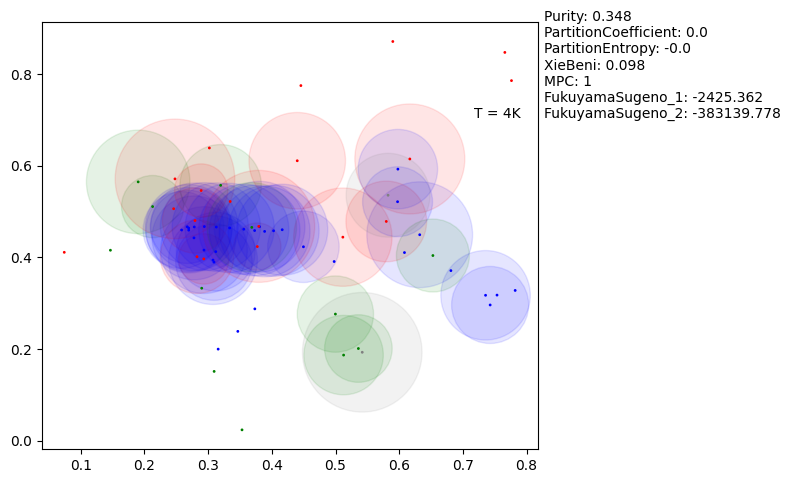 Purity: 0.348
PartitionCoefficient: 0.0
PartitionEntropy: -0.0
XieBeni: 0.098
MPC: 1
FukuyamaSugeno_1: -2425.362
FukuyamaSugeno_2: -383139.778
T = 4K
0.8
0.6
0.4
0.2
0.0
0.1 0.2 0.3 0.4 0.5 0.6 0.7 0.8